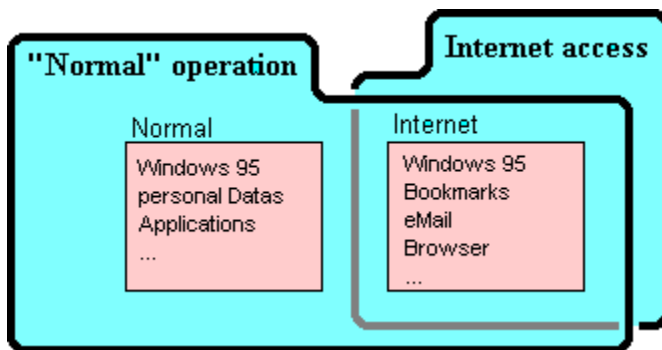 "Normal" operation
Internet access
Normal
Windows 95
personal Datas
Applications
...
Internet
Windows 95
Bookmarks
eMail
Browser
...